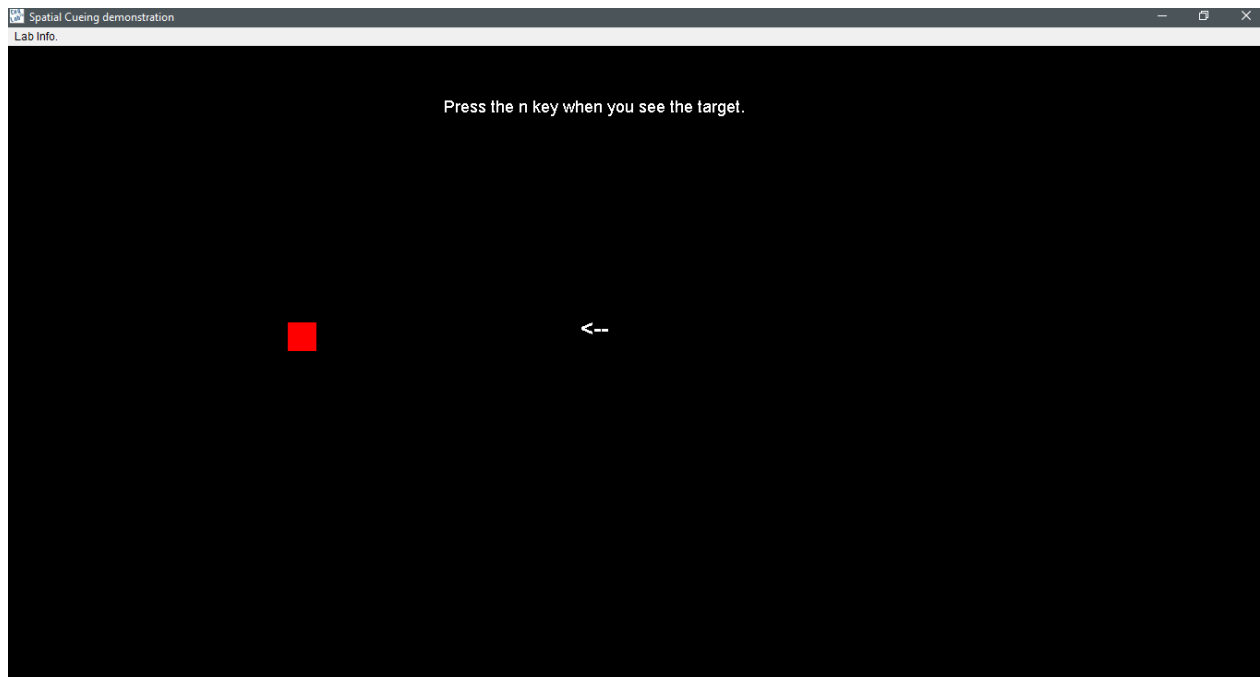 Spatial Cueing demonstration
Lab Info.
Press the n key when you see the target.
<--